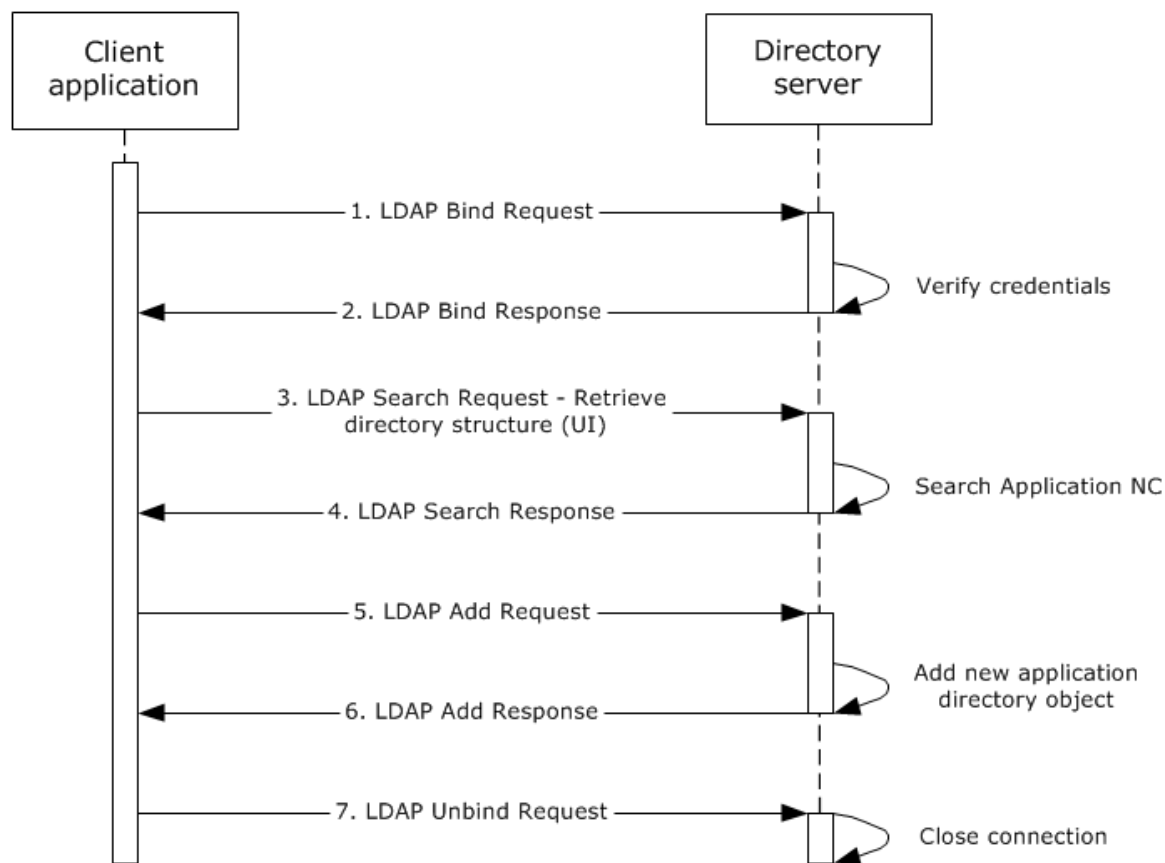 Client
application
Directory
server
1. LDAP Bind Request
Verify credentials
2. LDAP Bind Response
3. LDAP Search Request - Retrieve
directory structure (UI)
Search Application NC
4. LDAP Search Response
5. LDAP Add Request
Add new application
directory object
6. LDAP Add Response
7. LDAP Unbind Request
Close connection